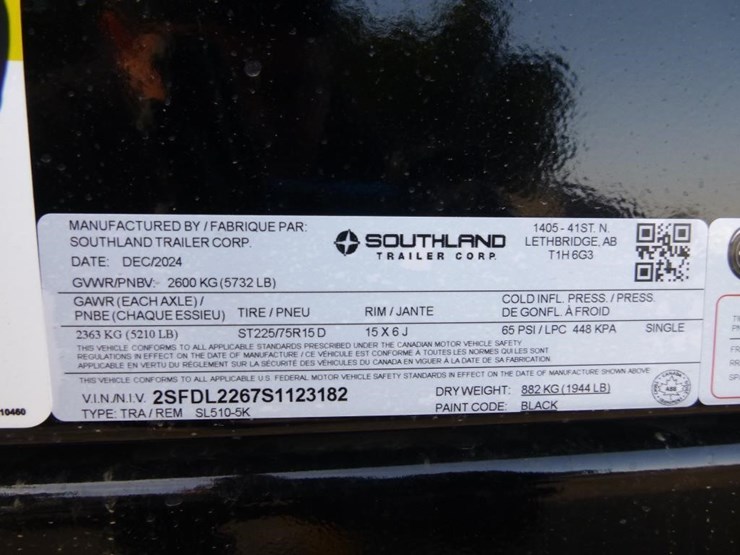 MANUFACTURED BY / FABRIQUE PAR:
SOUTHLAND TRAILER CORP.
DATE: DEC/2024
SOUTHLAND
TRAILER CORP.
1405 - 41ST. N.
LETHBRIDGE, AB
T1H 6G3
GVWR/PNBV: 2600 KG (5732 LB)
GAWR (EACH AXLE) /
PNBE (CHAQUE ESSIEU) TIRE / PNEU RIM / JANTE
COLD INFL. PRESS. / PRESS.
DE GONFL. À FROID
2363 KG (5210 LB) ST225/75R15 D 15 X 6 J 65 PSI / LPC 448 KPA SINGLE
THIS VEHICLE CONFORMS TO ALL APPLICABLE STANDARDS PRESCRIBED UNDER THE CANADIAN MOTOR VEHICLE SAFETY
REGULATIONS IN EFFECT ON THE DATE OF MANUFACTURE / CE VÉHICULE EST CONFORME A TOUTES LES NORMES QUI LES SONT
APPLICABLE EN VERTU DU RÈGLEMENT SUR LA SÉCURITÉ DES VÉHICULES DU CANADA EN VIGUER A LA DATE DE SA FABRICATION.
THIS VEHICLE CONFORMS TO ALL APPLICABLE U.S. FEDERAL MOTOR VEHICLE SAFETY STANDARDS IN EFFECT ON THE DATE OF MANUFACTURE SHOWN ABOVE
V.I.N./N.I.V. 2SFDL2267S1123182 DRY WEIGHT: 882 KG (1944 LB)
TYPE: TRA / REM SL510-5K PAINT CODE: BLACK
10460